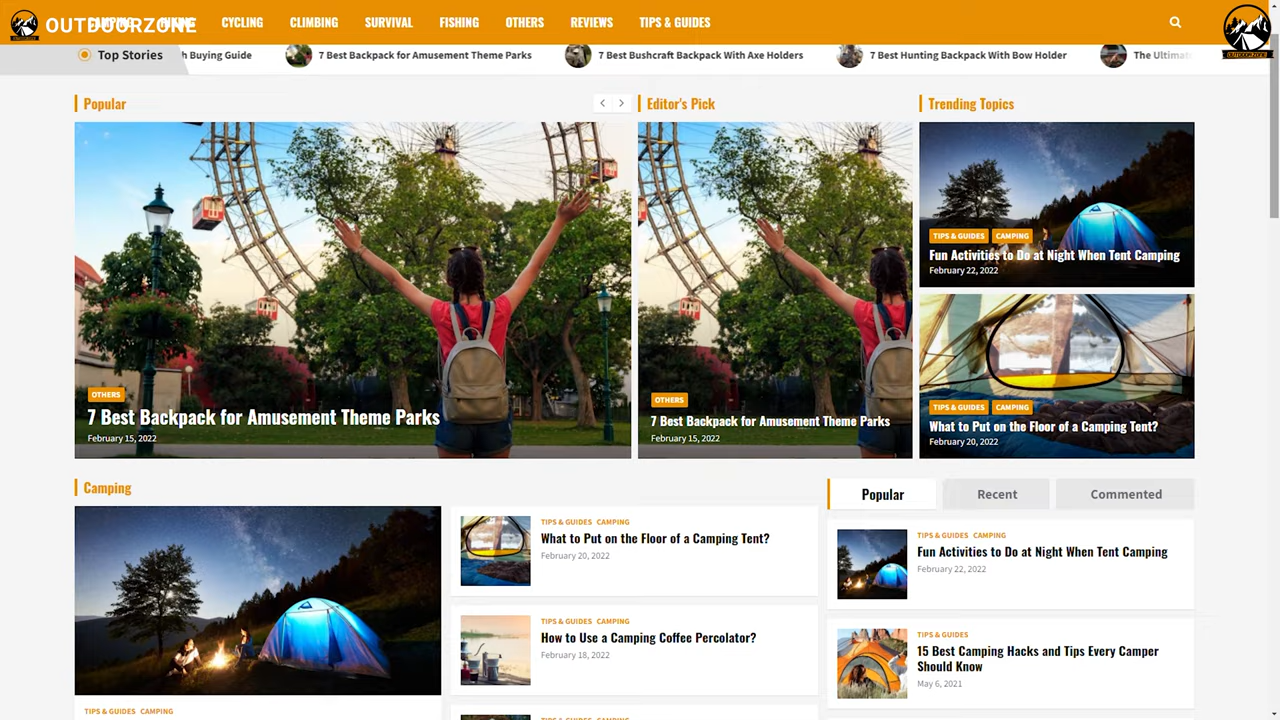 OUTDOORZONE
CAMPING HIKING CYCLING CLIMBING SURVIVAL FISHING OTHERS REVIEWS TIPS & GUIDES
OUTDOORZONE
Top Stories
h Buying Guide
7 Best Backpack for Amusement Theme Parks
7 Best Bushcraft Backpack With Axe Holders
7 Best Hunting Backpack With Bow Holder
The Ultimat
Popular
Editor's Pick
Trending Topics
OTHERS
7 Best Backpack for Amusement Theme Parks
February 15, 2022
OTHERS
7 Best Backpack for Amusement Theme Parks
February 15, 2022
TIPS & GUIDES CAMPING
Fun Activities to Do at Night When Tent Camping
February 22, 2022
TIPS & GUIDES CAMPING
What to Put on the Floor of a Camping Tent?
February 20, 2022
Camping
TIPS & GUIDES CAMPING
TIPS & GUIDES CAMPING
What to Put on the Floor of a Camping Tent?
February 20, 2022
TIPS & GUIDES CAMPING
How to Use a Camping Coffee Percolator?
February 18, 2022
Popular
Recent
Commented
TIPS & GUIDES CAMPING
Fun Activities to Do at Night When Tent Camping
February 22, 2022
TIPS & GUIDES
15 Best Camping Hacks and Tips Every Camper
Should Know
May 6, 2021